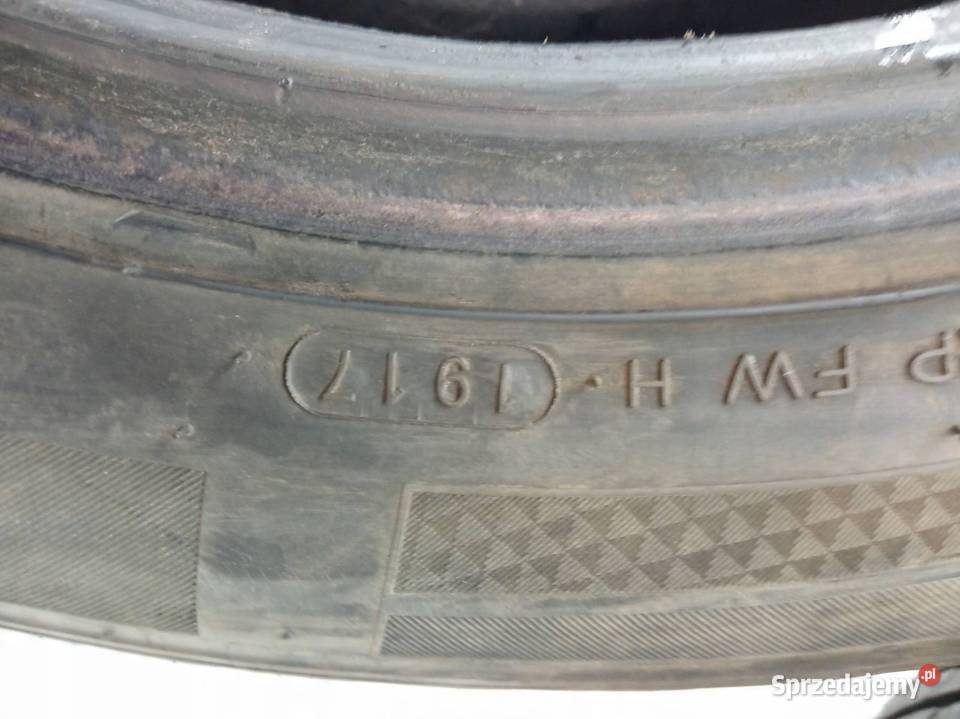 P FW H · 1917
Sprzedajemy.pl